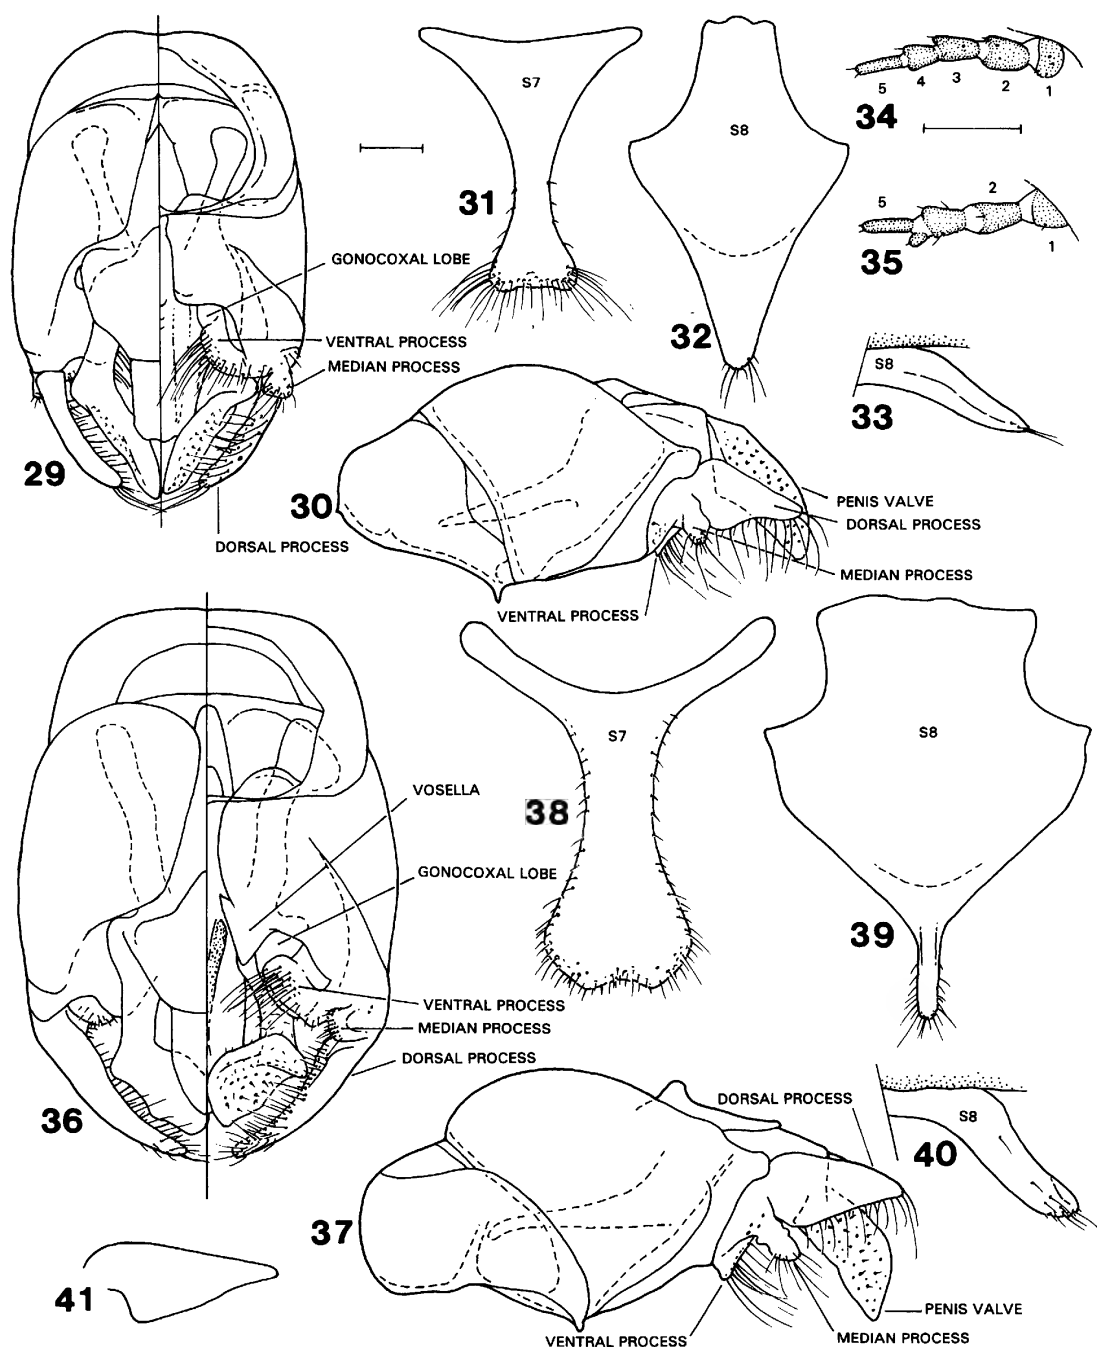 S7
S8
5
4
3
2
1
34
31
5
2
1
35
GONOCOXAL LOBE
VENTRAL PROCESS
MEDIAN PROCESS
32
S8
33
29
30
PENIS VALVE
DORSAL PROCESS
DORSAL PROCESS
MEDIAN PROCESS
VENTRAL PROCESS
S7
S8
VOSELLA
38
GONOCOXAL LOBE
39
VENTRAL PROCESS
MEDIAN PROCESS
DORSAL PROCESS
36
DORSAL PROCESS
S8
40
37
41
PENIS VALVE
VENTRAL PROCESS
MEDIAN PROCESS